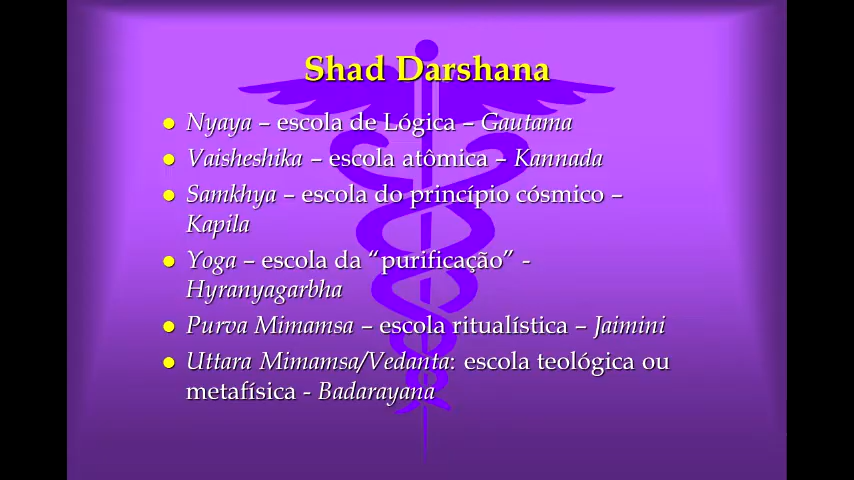 Shad Darshana
● Nyaya – escola de Lógica – Gautama
● Vaisheshika – escola atômica – Kannada
● Samkhya – escola do princípio cósmico –
Kapila
● Yoga – escola da “purificação” -
Hyranyagarbha
● Purva Mimamsa – escola ritualística – Jaimini
● Uttara Mimamsa/Vedanta: escola teológica ou
metafísica - Badarayana